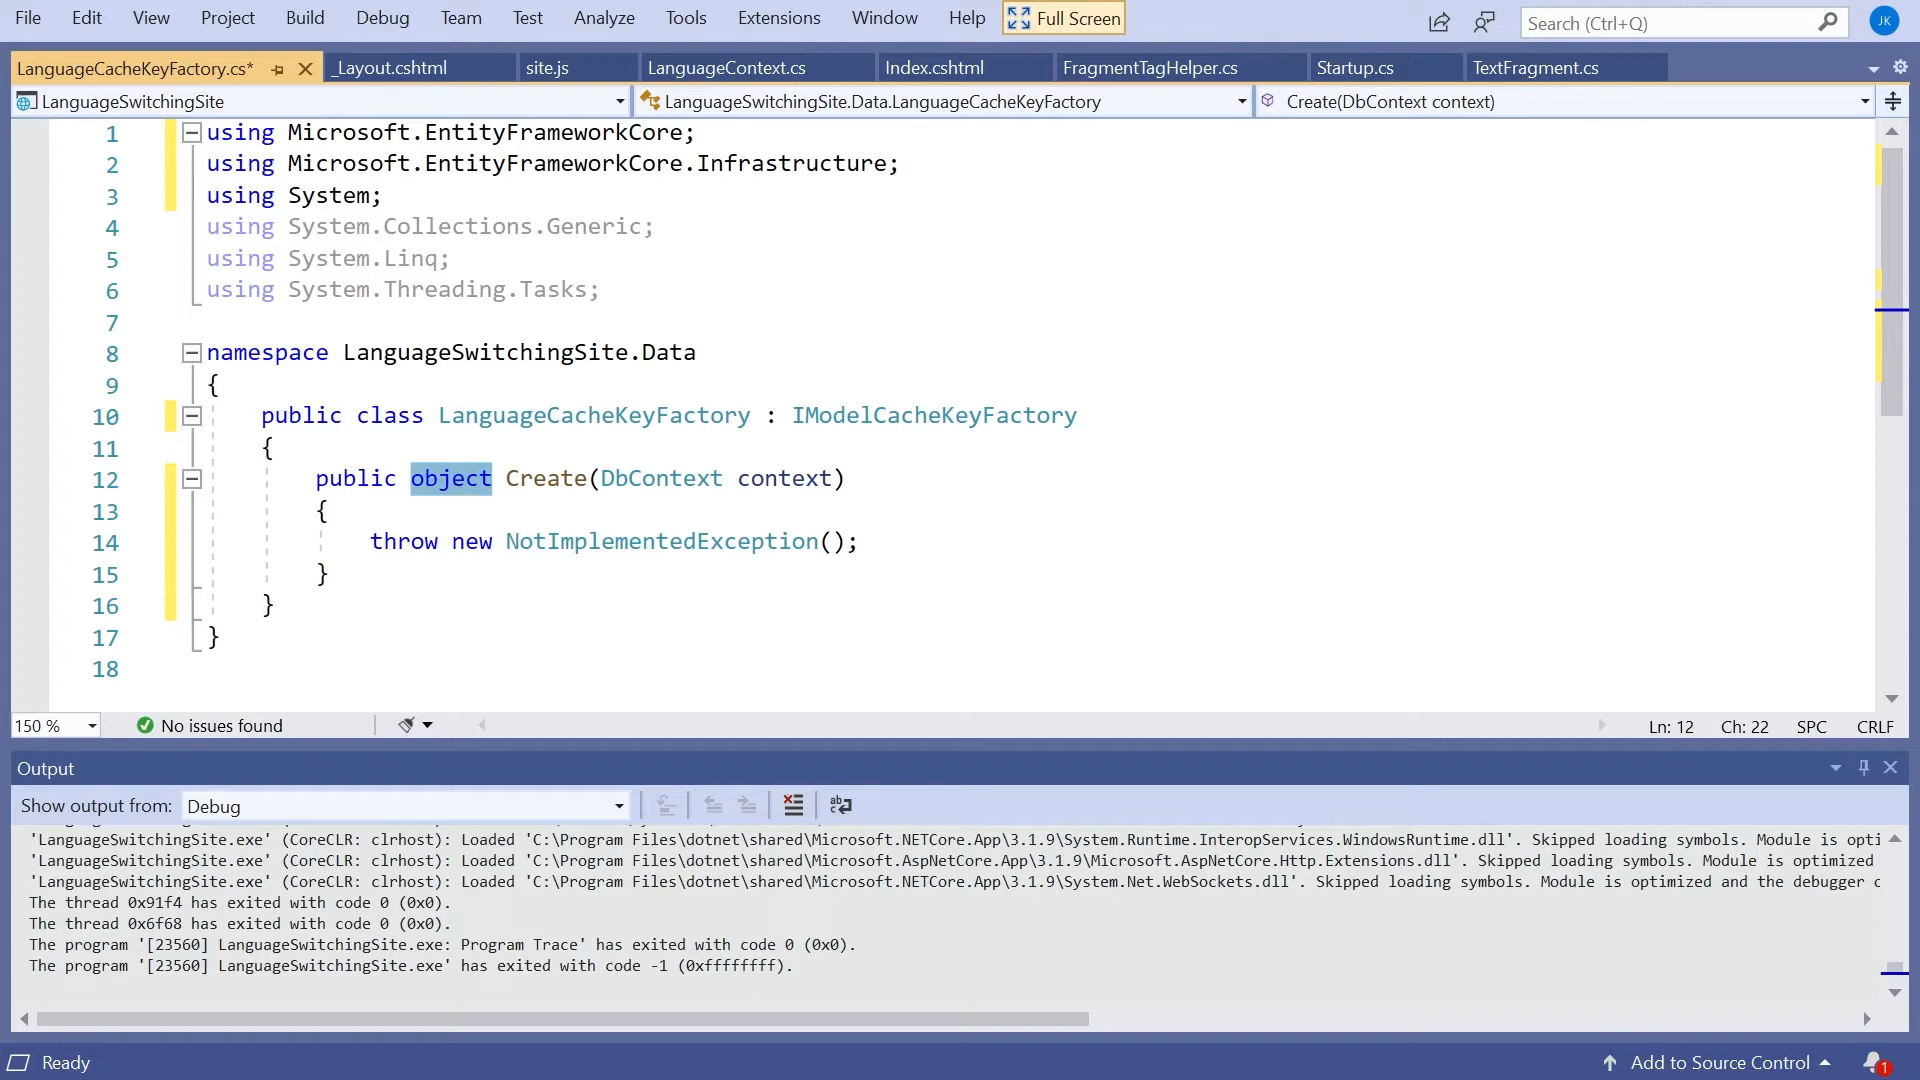 File Edit View Project Build Debug Team Test Analyze Tools Extensions Window Help Full Screen Search (Ctrl+Q) JK
LanguageCacheKeyFactory.cs* _Layout.cshtml site.js LanguageContext.cs Index.cshtml FragmentTagHelper.cs Startup.cs TextFragment.cs
LanguageSwitchingSite LanguageSwitchingSite.Data.LanguageCacheKeyFactory Create(DbContext context)
1 using Microsoft.EntityFrameworkCore;
2 using Microsoft.EntityFrameworkCore.Infrastructure;
3 using System;
4 using System.Collections.Generic;
5 using System.Linq;
6 using System.Threading.Tasks;
7
8 namespace LanguageSwitchingSite.Data
9 {
10 public class LanguageCacheKeyFactory : IModelCacheKeyFactory
11 {
12 public object Create(DbContext context)
13 {
14 throw new NotImplementedException();
15 }
16 }
17 }
18
150 % No issues found Ln: 12 Ch: 22 SPC CRLF
Output
Show output from: Debug
'LanguageSwitchingSite.exe' (CoreCLR: clrhost): Loaded 'C:\Program Files\dotnet\shared\Microsoft.NETCore.App\3.1.9\System.Runtime.InteropServices.WindowsRuntime.dll'. Skipped loading symbols. Module is opti
'LanguageSwitchingSite.exe' (CoreCLR: clrhost): Loaded 'C:\Program Files\dotnet\shared\Microsoft.AspNetCore.App\3.1.9\Microsoft.AspNetCore.Http.Extensions.dll'. Skipped loading symbols. Module is optimized
'LanguageSwitchingSite.exe' (CoreCLR: clrhost): Loaded 'C:\Program Files\dotnet\shared\Microsoft.NETCore.App\3.1.9\System.Net.WebSockets.dll'. Skipped loading symbols. Module is optimized and the debugger c
The thread 0x91f4 has exited with code 0 (0x0).
The thread 0x6f68 has exited with code 0 (0x0).
The program '[23560] LanguageSwitchingSite.exe: Program Trace' has exited with code 0 (0x0).
The program '[23560] LanguageSwitchingSite.exe' has exited with code -1 (0xffffffff).
Ready Add to Source Control 1